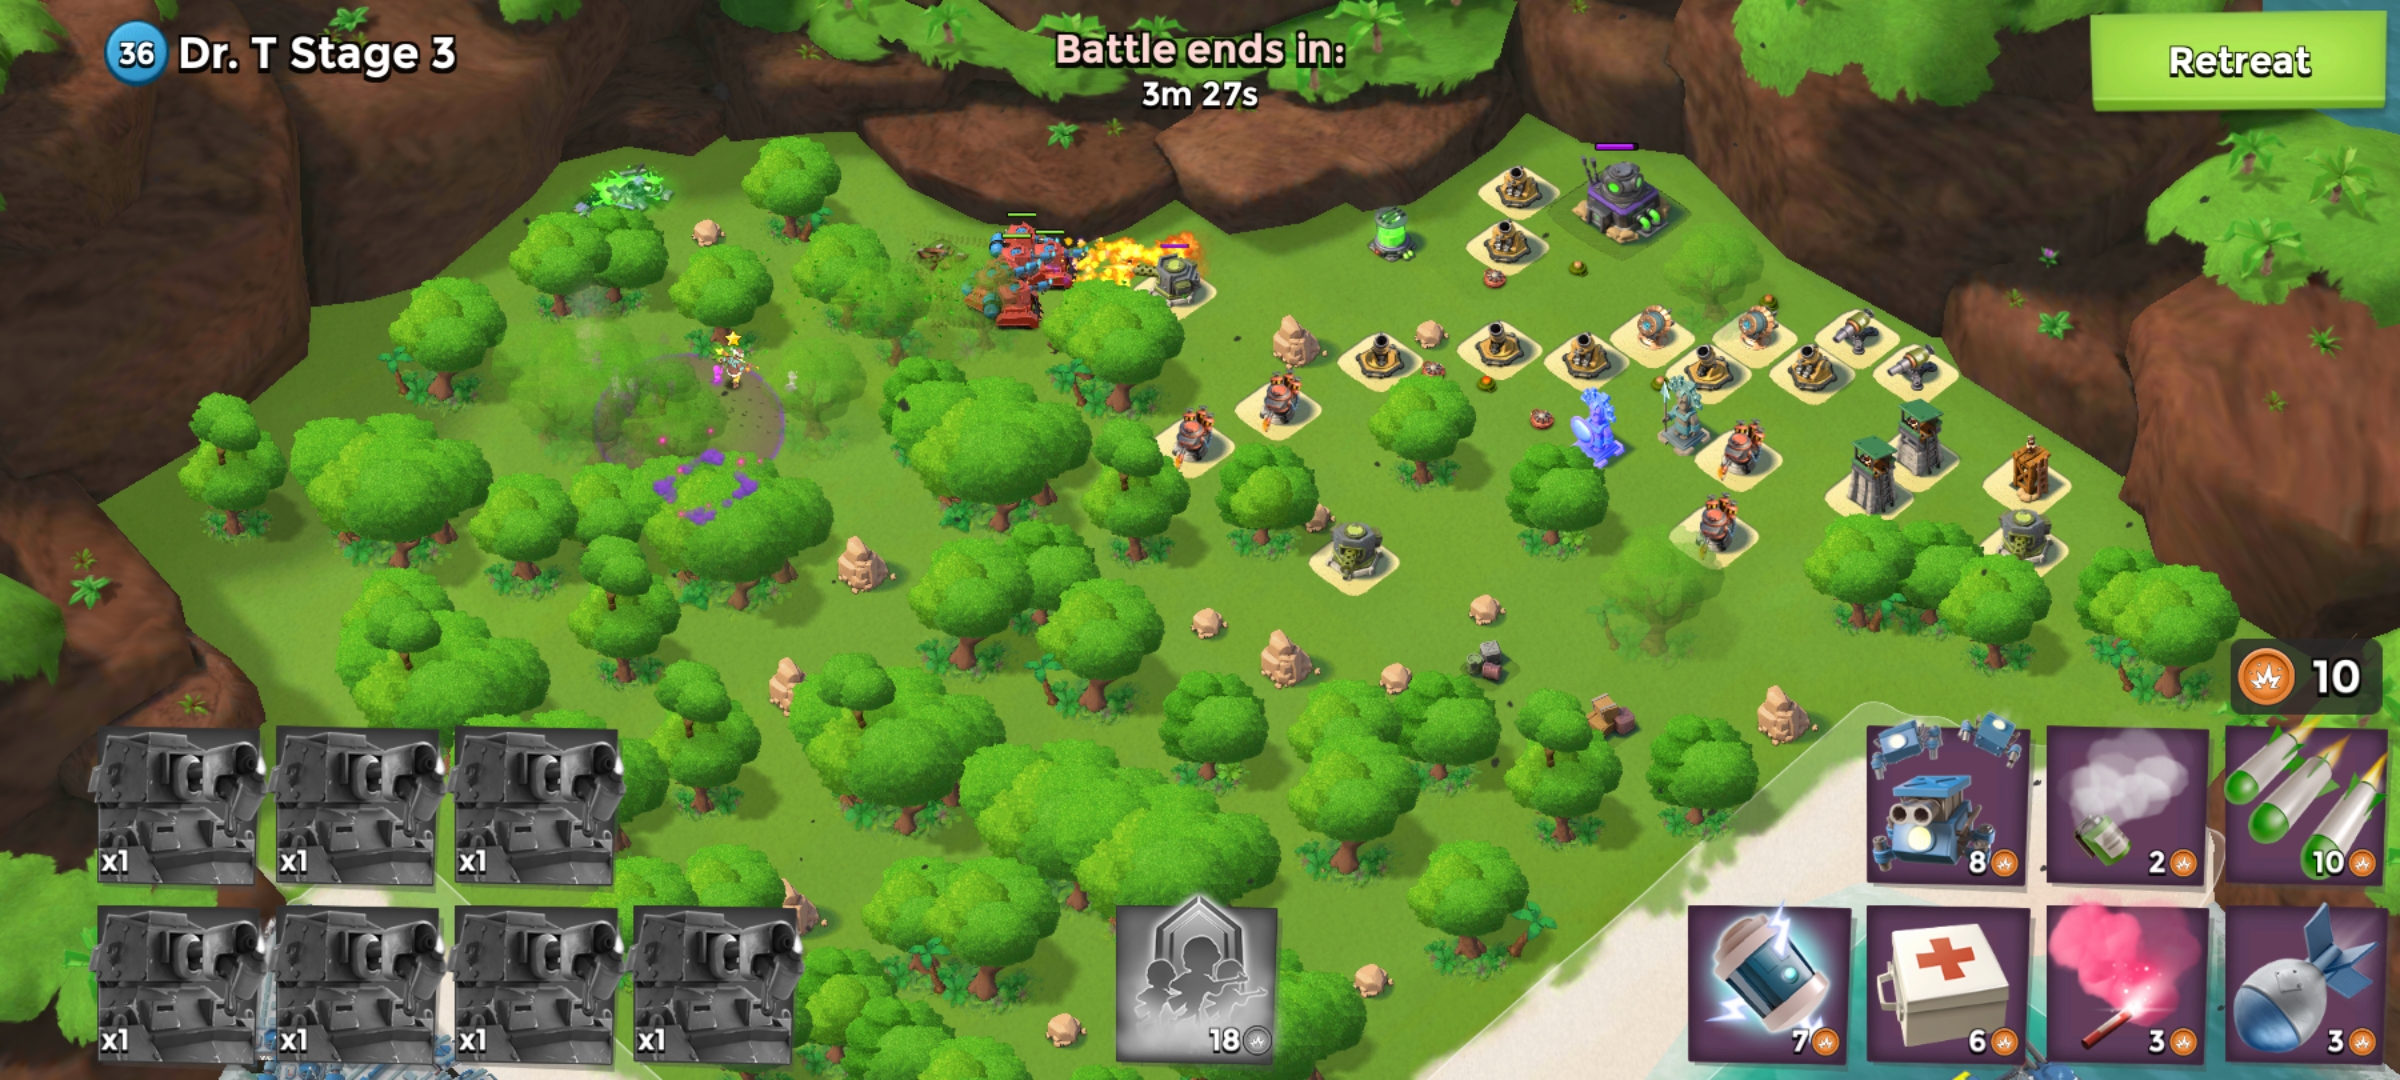 36 Dr. T Stage 3
Battle ends in:
3m 27s
Retreat
10
x1 x1 x1
8 2 10
x1 x1 x1 x1
18
7 6 3 3